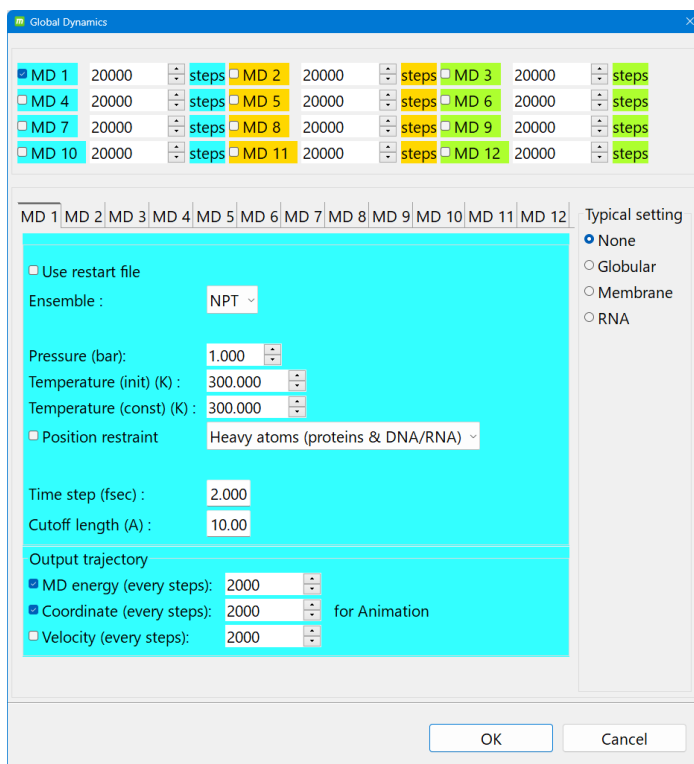 m Global Dynamics
MD 1 20000 steps MD 2 20000 steps MD 3 20000 steps
MD 4 20000 steps MD 5 20000 steps MD 6 20000 steps
MD 7 20000 steps MD 8 20000 steps MD 9 20000 steps
MD 10 20000 steps MD 11 20000 steps MD 12 20000 steps
MD 1 MD 2 MD 3 MD 4 MD 5 MD 6 MD 7 MD 8 MD 9 MD 10 MD 11 MD 12
Typical setting
None
Globular
Membrane
RNA
Use restart file
Ensemble : NPT
Pressure (bar): 1.000
Temperature (init) (K) : 300.000
Temperature (const) (K) : 300.000
Position restraint Heavy atoms (proteins & DNA/RNA)
Time step (fsec) : 2.000
Cutoff length (A) : 10.00
Output trajectory
MD energy (every steps): 2000
Coordinate (every steps): 2000 for Animation
Velocity (every steps): 2000
OK Cancel